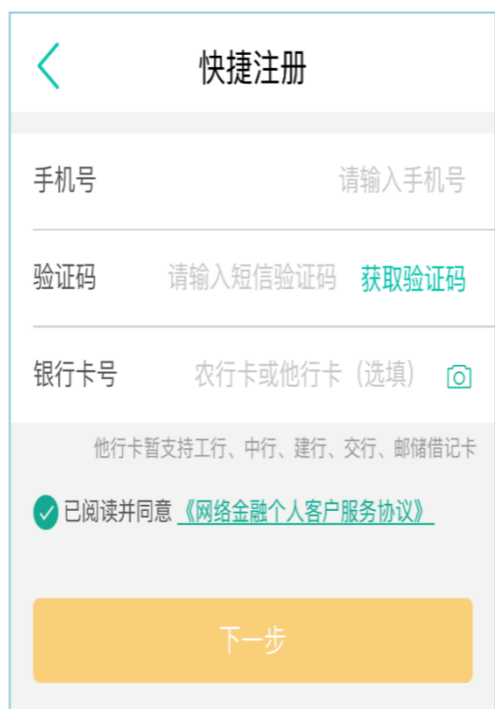 快捷注册
手机号 请输入手机号
验证码 请输入短信验证码 获取验证码
银行卡号 农行卡或他行卡（选填）
他行卡暂支持工行、中行、建行、交行、邮储借记卡
已阅读并同意《网络金融个人客户服务协议》
下一步